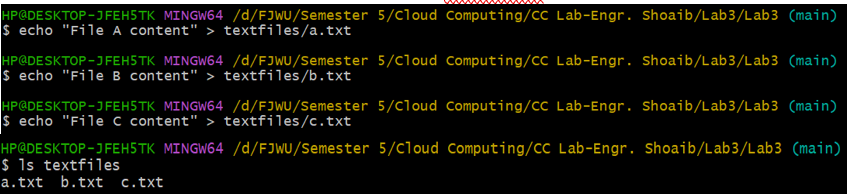 HP@DESKTOP-JFEH5TK MINGW64 /d/FJWU/Semester 5/Cloud Computing/CC Lab-Engr. Shoaib/Lab3/Lab3 (main)
$ echo "File A content" > textfiles/a.txt
HP@DESKTOP-JFEH5TK MINGW64 /d/FJWU/Semester 5/Cloud Computing/CC Lab-Engr. Shoaib/Lab3/Lab3 (main)
$ echo "File B content" > textfiles/b.txt
HP@DESKTOP-JFEH5TK MINGW64 /d/FJWU/Semester 5/Cloud Computing/CC Lab-Engr. Shoaib/Lab3/Lab3 (main)
$ echo "File C content" > textfiles/c.txt
HP@DESKTOP-JFEH5TK MINGW64 /d/FJWU/Semester 5/Cloud Computing/CC Lab-Engr. Shoaib/Lab3/Lab3 (main)
$ ls textfiles
a.txt  b.txt  c.txt